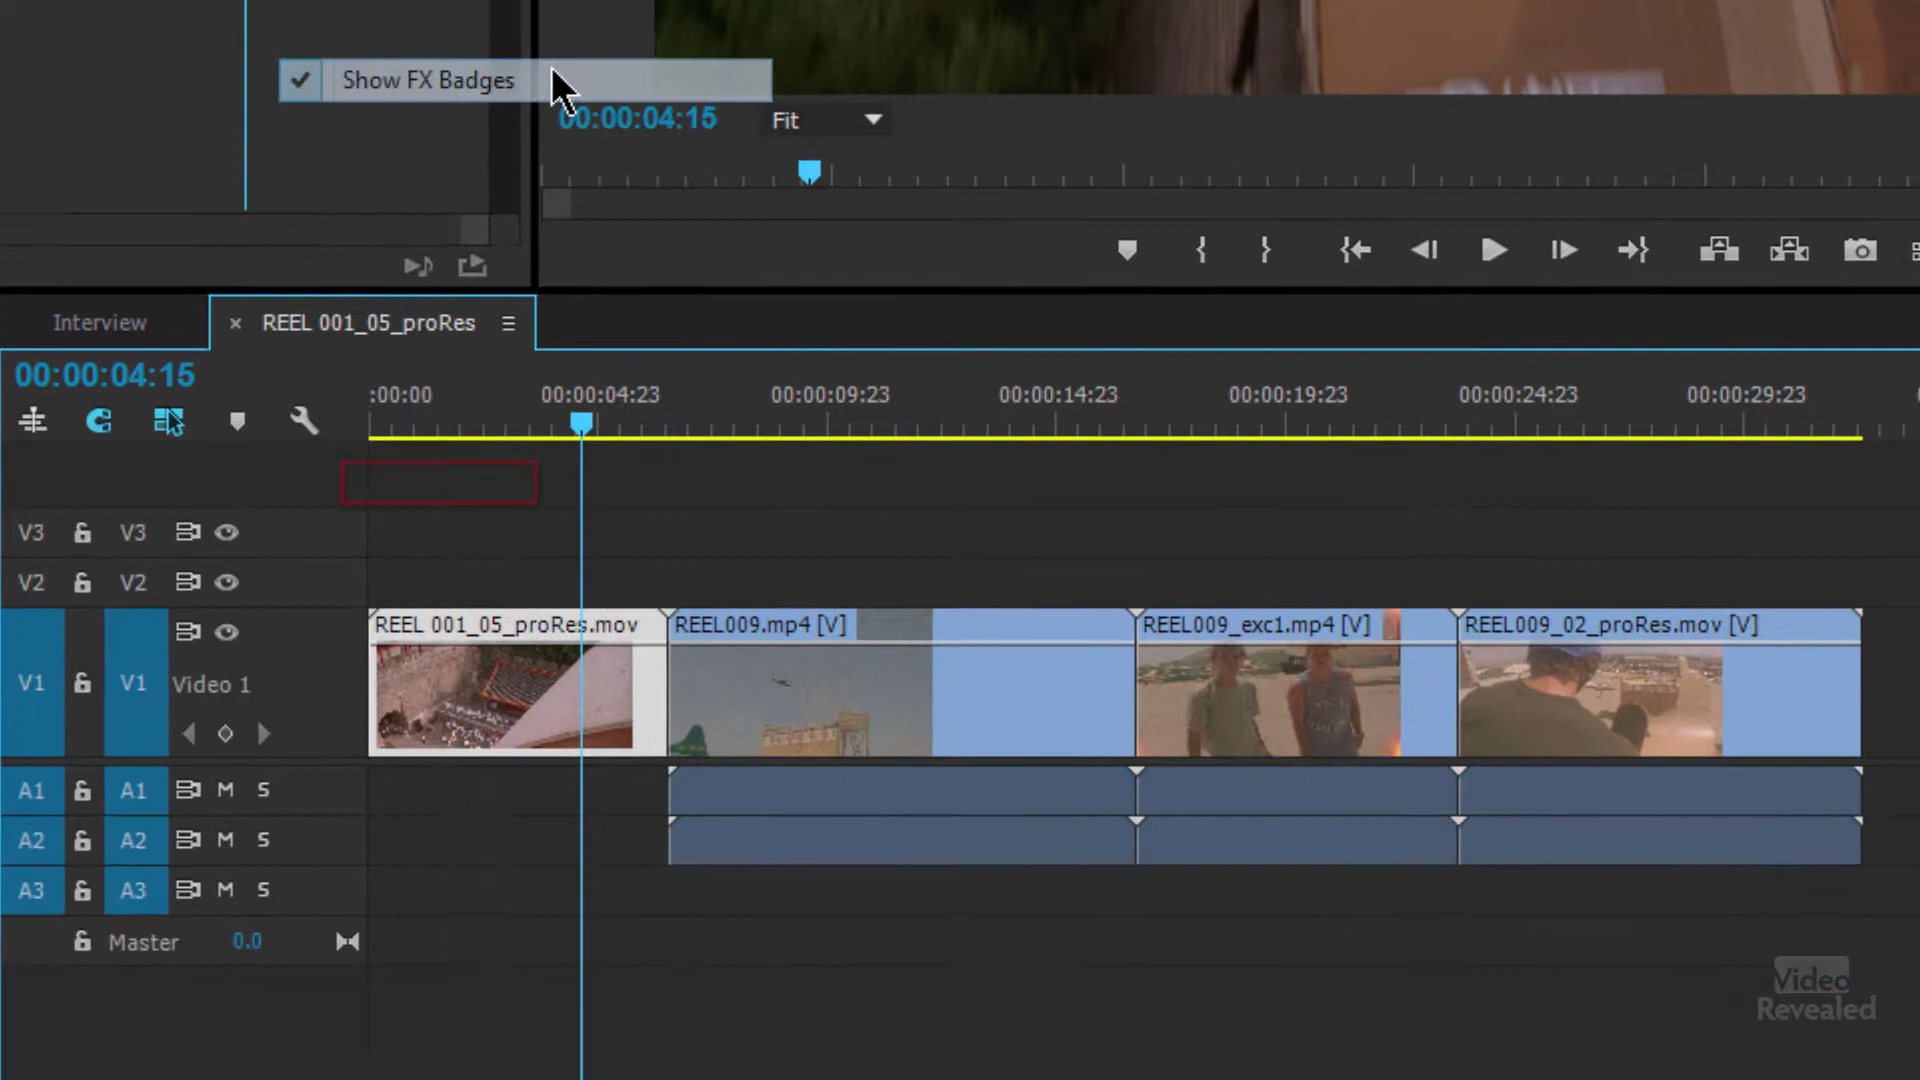 Show FX Badges
00:00:04:15
Fit
Interview
REEL 001_05_proRes
00:00:04:15
:00:00
00:00:04:23
00:00:09:23
00:00:14:23
00:00:19:23
00:00:24:23
00:00:29:23
V3 V3
V2 V2
REEL 001_05_proRes.mov
REEL009.mp4 [V]
REEL009_exc1.mp4 [V]
REEL009_02_proRes.mov [V]
V1 V1 Video 1
A1 A1 M S
A2 A2 M S
A3 A3 M S
Master 0.0
Video
Revealed